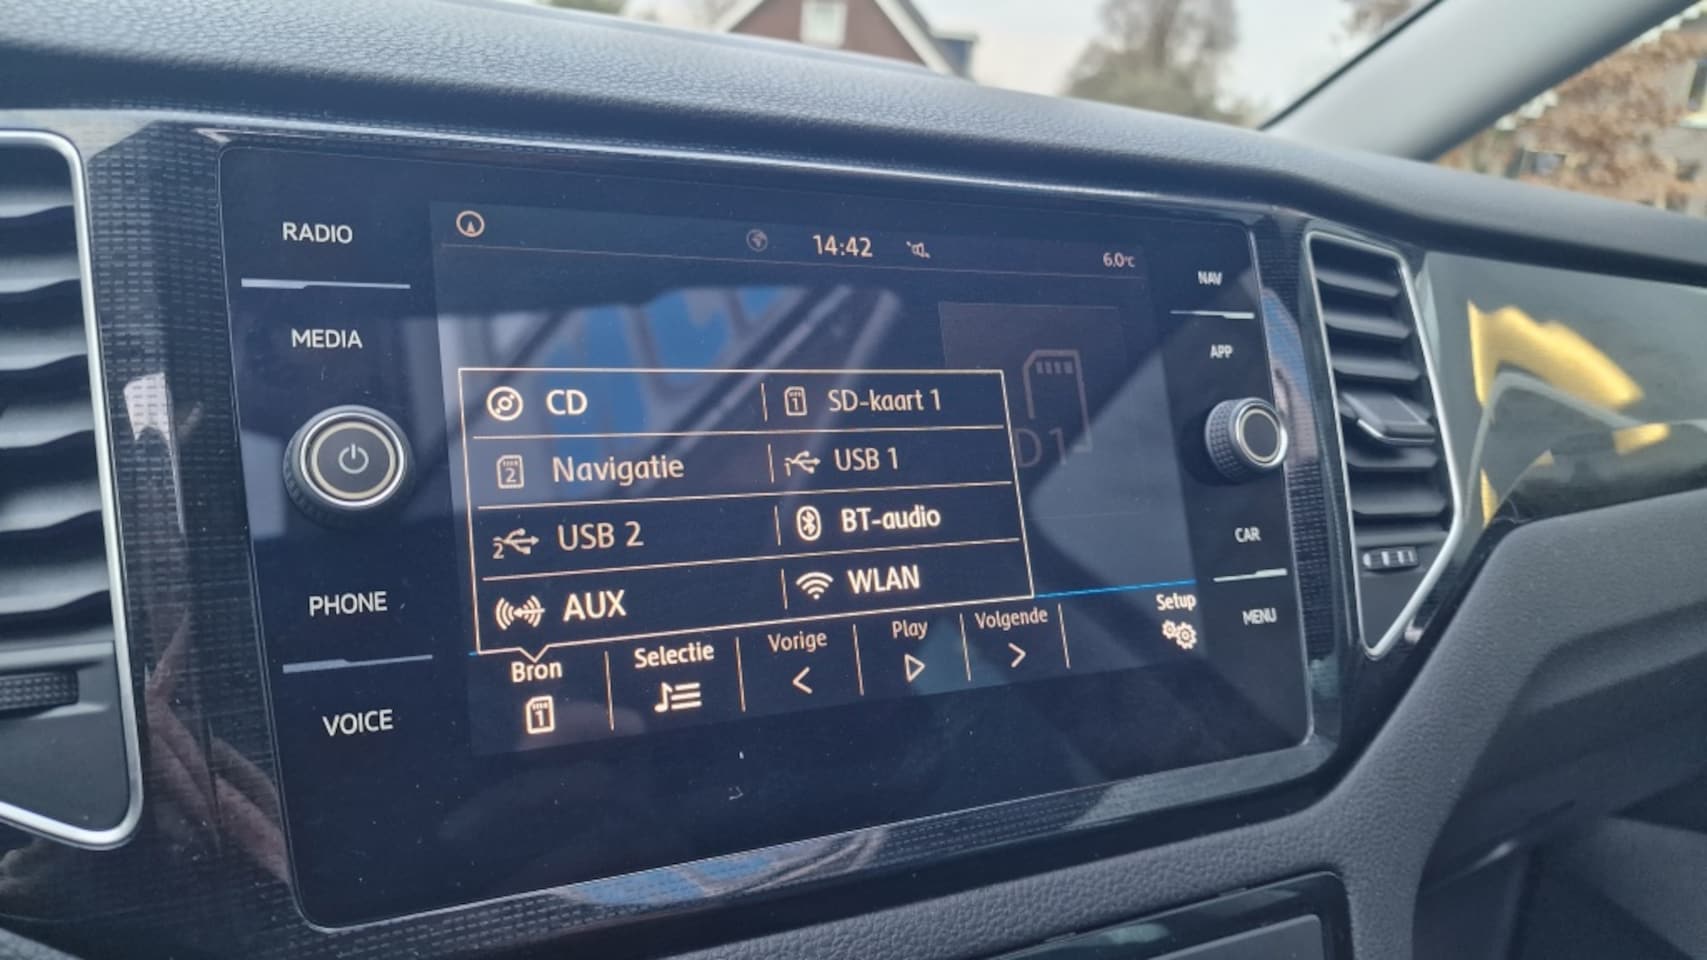 RADIO
MEDIA
PHONE
VOICE
14:42
6.0°C
CD
SD-kaart 1
Navigatie
USB 1
USB 2
BT-audio
AUX
WLAN
Bron
Selectie
Vorige
Play
Volgende
Setup
D1
NAV
APP
CAR
MENU